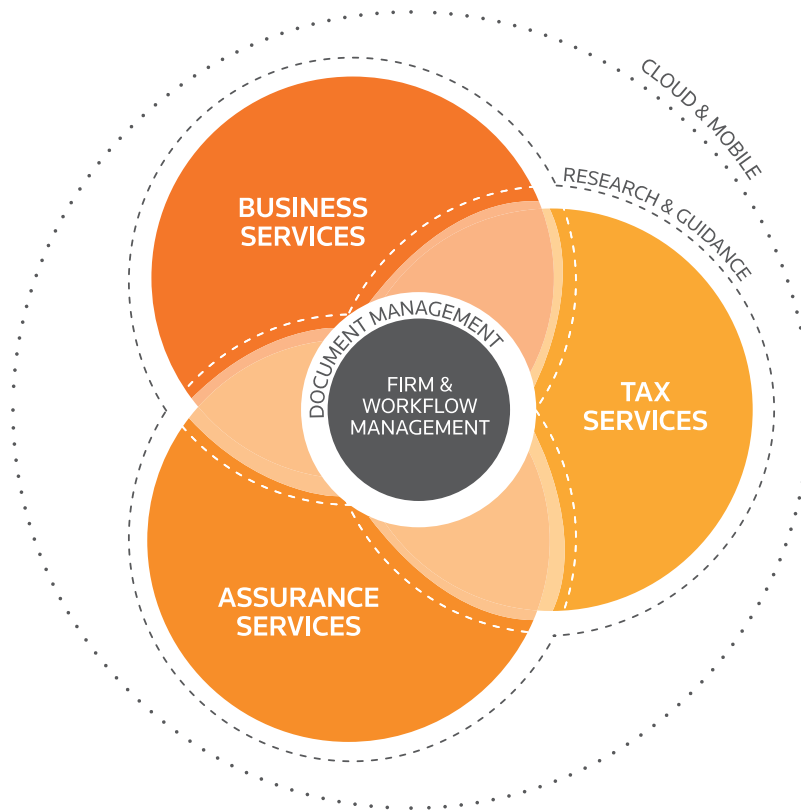 CLOUD & MOBILE
RESEARCH & GUIDANCE
BUSINESS
SERVICES
DOCUMENT MANAGEMENT
FIRM &
WORKFLOW
MANAGEMENT
TAX
SERVICES
ASSURANCE
SERVICES